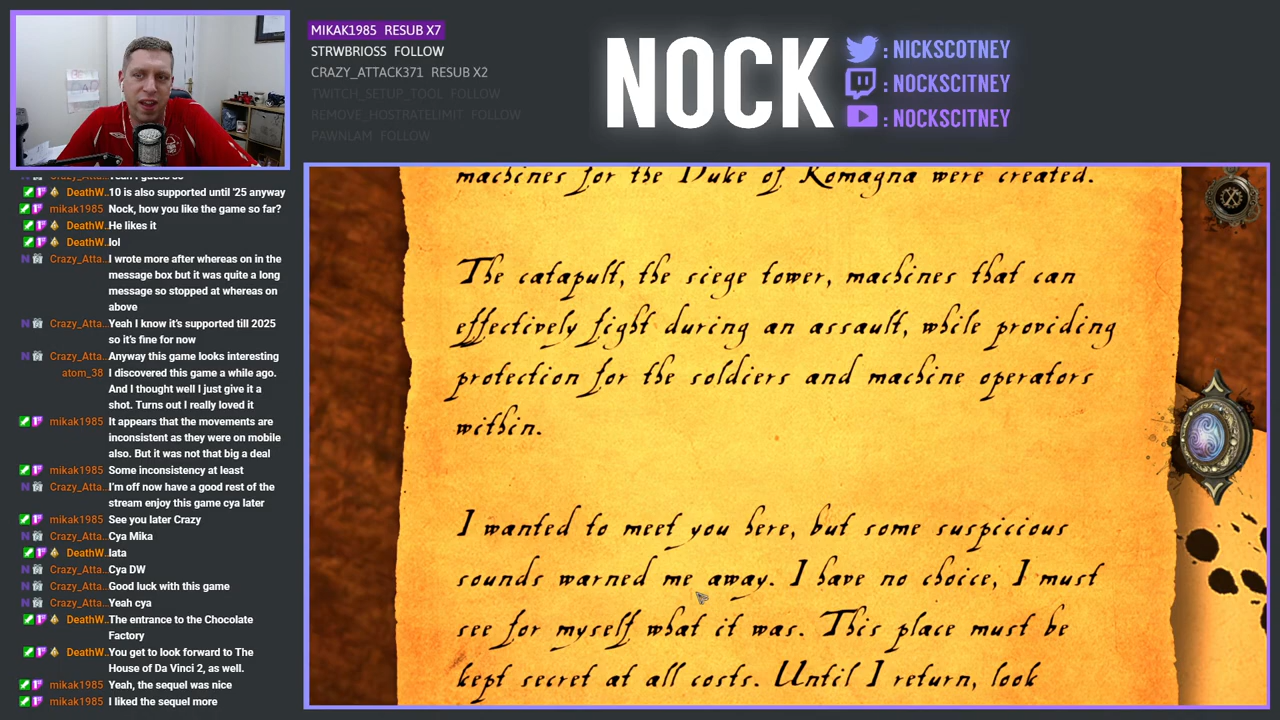 MIKAK1985 RESUB X7
STRWBRIOSS FOLLOW
CRAZY_ATTACK371 RESUB X2
TWITCH_SETUP_TOOL FOLLOW
REMOVE_HOSTRATELIMIT FOLLOW
PAWNLAM FOLLOW
NOCK
: NICKSCOTNEY
: NOCKSCITNEY
: NOCKSCITNEY
Crazy_Atta.. Yeah I guess so
DeathW.. 10 is also supported until '25 anyway
mikak1985 Nock, how you like the game so far?
DeathW.. He likes it
DeathW.. lol
Crazy_Atta.. I wrote more after whereas on in the
message box but it was quite a long
message so stopped at whereas on
above
Crazy_Atta.. Yeah I know it's supported till 2025
so it's fine for now
Crazy_Atta.. Anyway this game looks interesting
atom_38 I discovered this game a while ago.
And I thought well I just give it a
shot. Turns out I really loved it
mikak1985 It appears that the movements are
inconsistent as they were on mobile
also. But it was not that big a deal
mikak1985 Some inconsistency at least
Crazy_Atta.. I'm off now have a good rest of the
stream enjoy this game cya later
mikak1985 See you later Crazy
Crazy_Atta.. Cya Mika
DeathW.. lata
Crazy_Atta.. Cya DW
Crazy_Atta.. Good luck with this game
Crazy_Atta.. Yeah cya
DeathW.. The entrance to the Chocolate
Factory
DeathW.. You get to look forward to The
House of Da Vinci 2, as well.
mikak1985 Yeah, the sequel was nice
mikak1985 I liked the sequel more
machines for the Duke of Romagna were created.
The catapult, the siege tower, machines that can
effectively fight during an assault, while providing
protection for the soldiers and machine operators
within.
I wanted to meet you here, but some suspicious
sounds warned me away. I have no choice, I must
see for myself what it was. This place must be
kept secret at all costs. Until I return, look